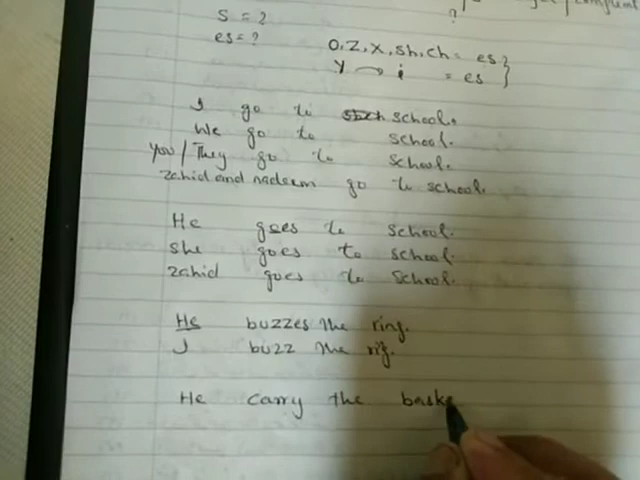 ?
s = ?
es = ?
O, Z, X, Sh, Ch = es
y → i = es
I go to school.
We go to school.
You / They go to school.
Zahid and nadeem go to school.
He goes to school.
She goes to school.
Zahid goes to school.
He buzzes the ring.
I buzz the rig.
He carry the baske